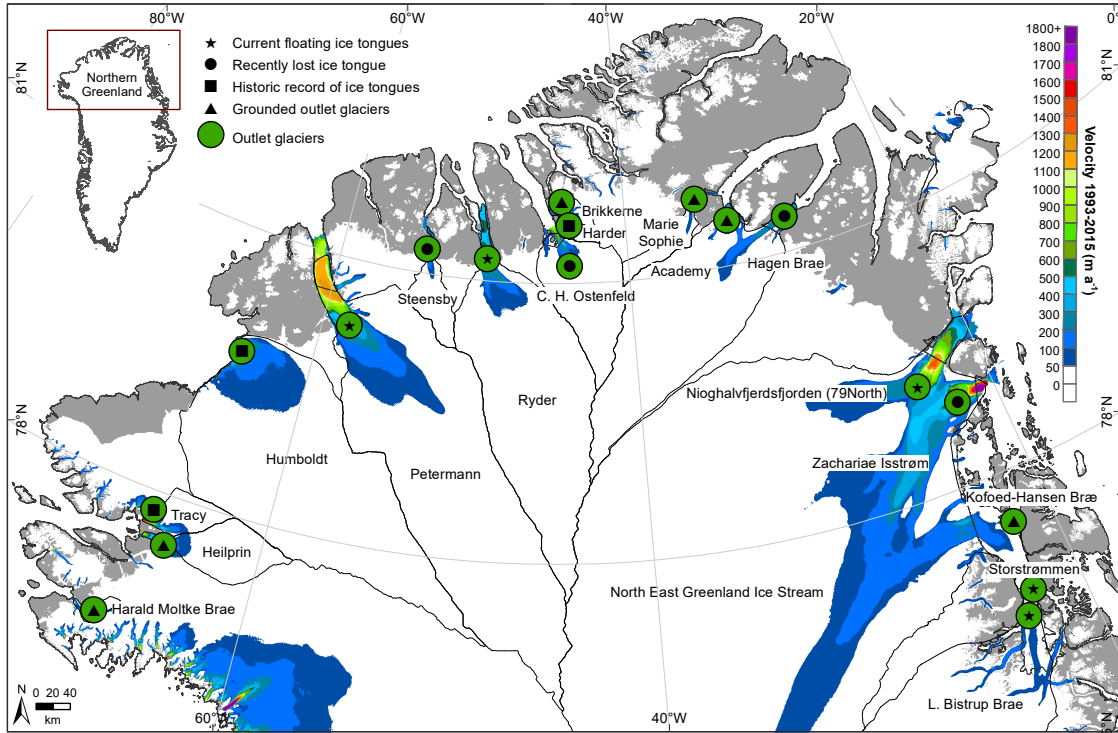 80°W
60°W
40°W
20°W
0°
81°N
81°N
Northern
Greenland
Current floating ice tongues
Recently lost ice tongue
Historic record of ice tongues
Grounded outlet glaciers
Outlet glaciers
1800+
1800
1700
1600
1500
1400
1300
1200
1100
1000
900
800
700
600
500
400
300
200
100
50
0
Velocity 1993-2015 (m a⁻¹)
Brikkerne
Harder
Marie
Sophie
Academy
Hagen Brae
Steensby
C. H. Ostenfeld
Ryder
Nioghalvfjerdsfjorden (79North)
78°N
78°N
Humboldt
Petermann
Zachariae Isstrøm
Kofoed-Hansen Bræ
Tracy
Heilprin
Storstrømmen
North East Greenland Ice Stream
Harald Moltke Brae
L. Bistrup Brae
N
0 20 40
km
60°W
40°W